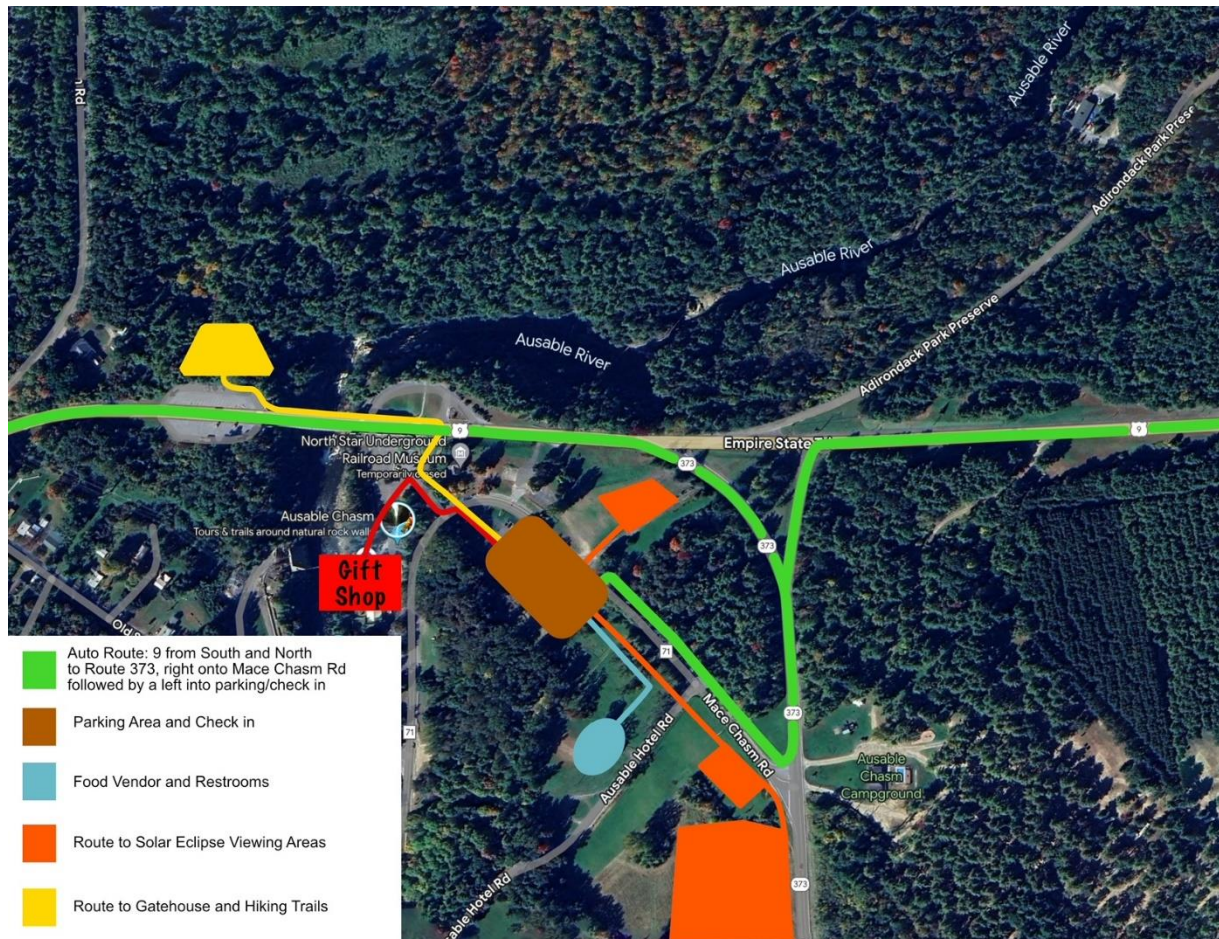 Ausable River
Adirondack Park Prese
Ausable River
Adirondack Park Preserve
Ausable River
9
Empire State
9
North Star Underground
Railroad Museum
Temporarily closed
373
Ausable Chasm
Tours & trails around natural rock wall
373
Gift
Shop
71
Mace Chasm Rd
373
71
Ausable Hotel Rd
Ausable
Chasm
Campground
373
Ausable Hotel Rd
Auto Route: 9 from South and North
to Route 373, right onto Mace Chasm Rd
followed by a left into parking/check in
Parking Area and Check in
Food Vendor and Restrooms
Route to Solar Eclipse Viewing Areas
Route to Gatehouse and Hiking Trails